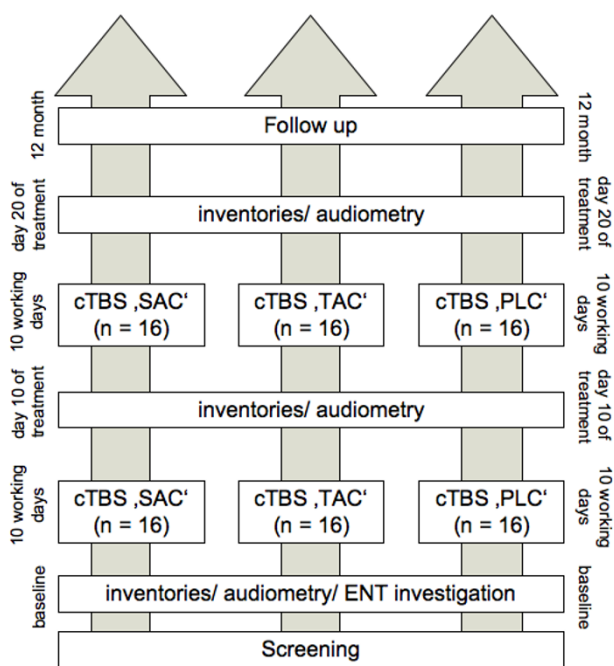 12 month
Follow up
12 month
day 20 of
treatment
inventories/ audiometry
day 20 of
treatment
10 working
days
cTBS ‚SAC‘
(n = 16)
cTBS ‚TAC‘
(n = 16)
cTBS ‚PLC‘
(n = 16)
10 working
days
day 10 of
treatment
inventories/ audiometry
day 10 of
treatment
10 working
days
cTBS ‚SAC‘
(n = 16)
cTBS ‚TAC‘
(n = 16)
cTBS ‚PLC‘
(n = 16)
10 working
days
baseline
inventories/ audiometry/ ENT investigation
baseline
Screening